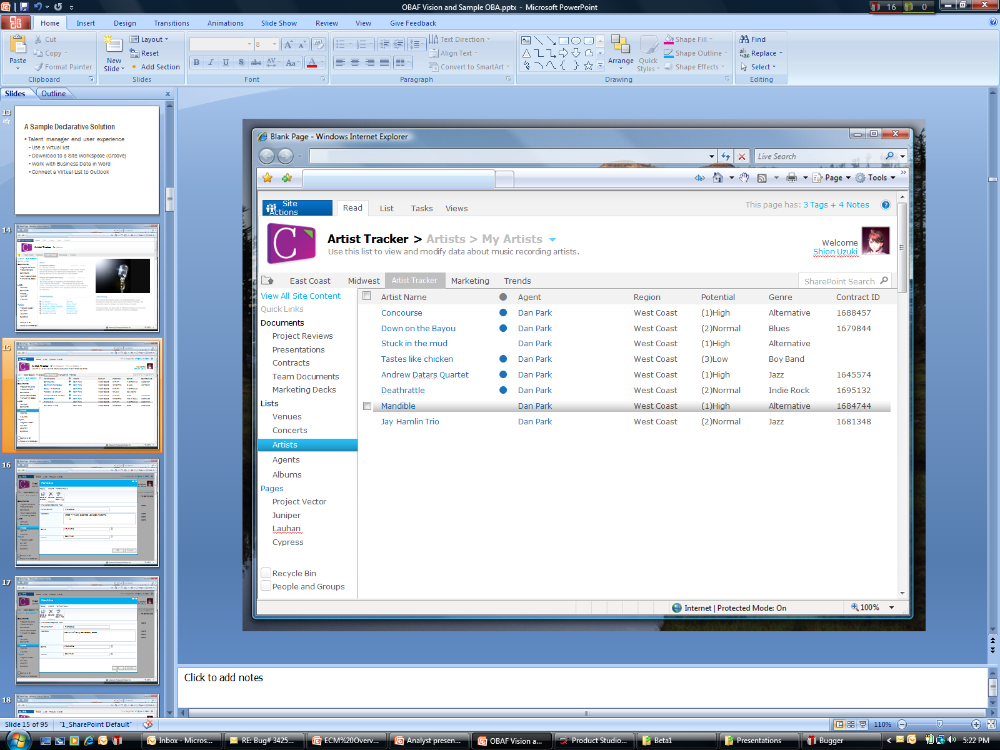 OBAF Vision and Sample OBA.pptx - Microsoft PowerPoint
16 0
Home Insert Design Transitions Animations Slide Show Review View Give Feedback
Paste Cut Copy Format Painter
Clipboard
New Slide Layout Reset Add Section
Slides
8
B I U S abc AV Aa A
Font
Text Direction Align Text Convert to SmartArt
Paragraph
Arrange Quick Styles Shape Fill Shape Outline Shape Effects
Drawing
Find Replace Select
Editing
Slides Outline
13
A Sample Declarative Solution
Talent manager end user experience
Use a virtual list
Download to a Site Workspace (Groove)
Work with Business Data in Word
Connect a Virtual List to Outlook
14
15
16
17
18
Blank Page - Windows Internet Explorer
Live Search
Page Tools
Site Actions Read List Tasks Views
This page has: 3 Tags + 4 Notes
C
Artist Tracker > Artists > My Artists
Use this list to view and modify data about music recording artists.
Welcome
Shion Uzuki
East Coast Midwest Artist Tracker Marketing Trends
SharePoint Search
View All Site Content
Quick Links
Documents
Project Reviews
Presentations
Contracts
Team Documents
Marketing Decks
Lists
Venues
Concerts
Artists
Agents
Albums
Pages
Project Vector
Juniper
Lauhan
Cypress
Recycle Bin
People and Groups
Artist Name Agent Region Potential Genre Contract ID
Concourse Dan Park West Coast (1)High Alternative 1688457
Down on the Bayou Dan Park West Coast (2)Normal Blues 1679844
Stuck in the mud Dan Park West Coast (1)High Alternative
Tastes like chicken Dan Park West Coast (3)Low Boy Band
Andrew Datars Quartet Dan Park West Coast (1)High Jazz 1645574
Deathrattle Dan Park West Coast (2)Normal Indie Rock 1695132
Mandible Dan Park West Coast (1)High Alternative 1684744
Jay Hamlin Trio Dan Park West Coast (2)Normal Jazz 1681348
Internet | Protected Mode: On
100%
Click to add notes
Slide 15 of 95 "1_SharePoint Default"
110%
Inbox - Micros... RE: Bug# 3425... ECM%20Overv... Analyst presen... OBAF Vision a... Product Studio... Beta1 Presentations Bugger
5:22 PM